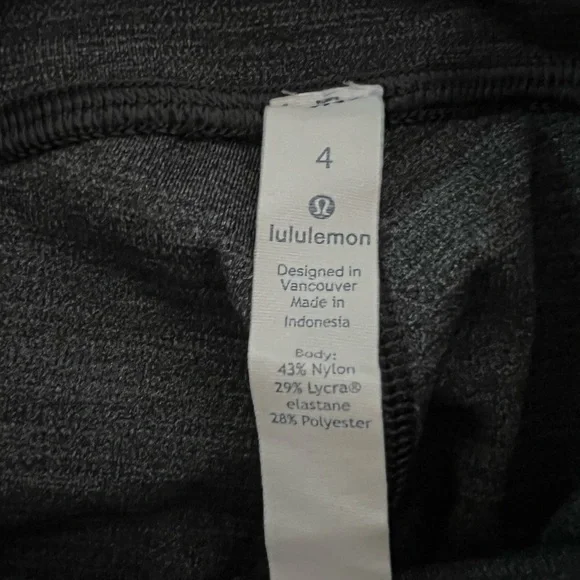 4
lululemon
Designed in
Vancouver
Made in
Indonesia
Body:
43% Nylon
29% Lycra®
elastane
28% Polyester